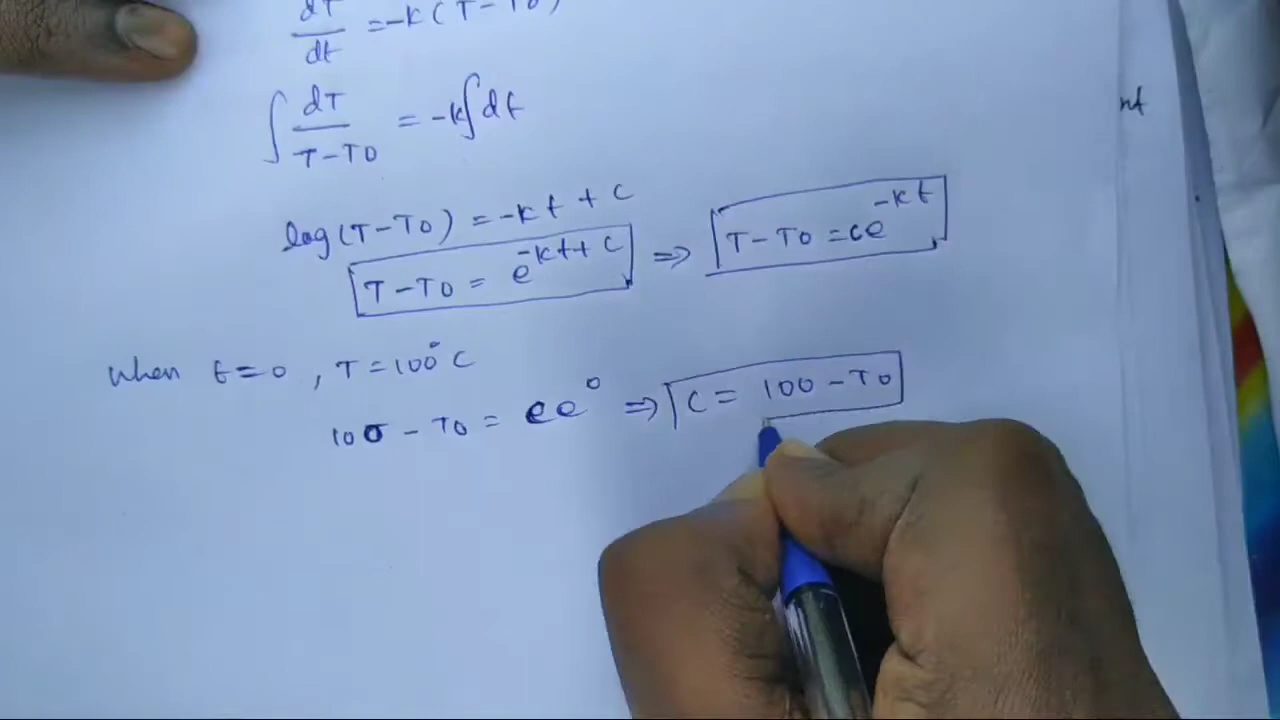 dT/dt = -k(T-T0)
∫ dT/T-T0 = -k∫dt
nt
log(T-T0) = -kt + c
T-T0 = e^-kt+c ⇒ T-T0 = ce^-kt
When t=0, T=100°C
100 - T0 = ce^0 ⇒ C = 100 - T0